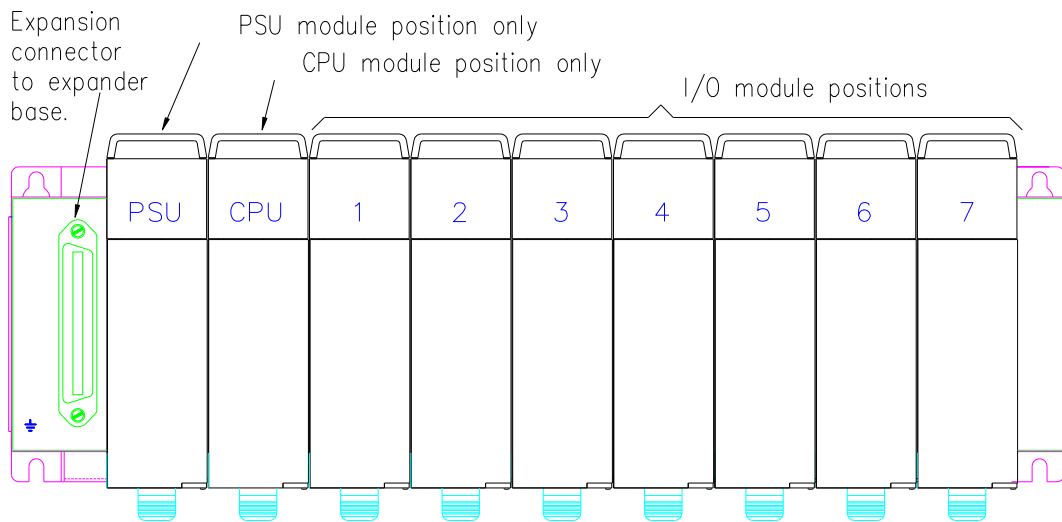 Expansion
connector
to expander
base.
PSU module position only
CPU module position only
I/O module positions
PSU CPU 1 2 3 4 5 6 7